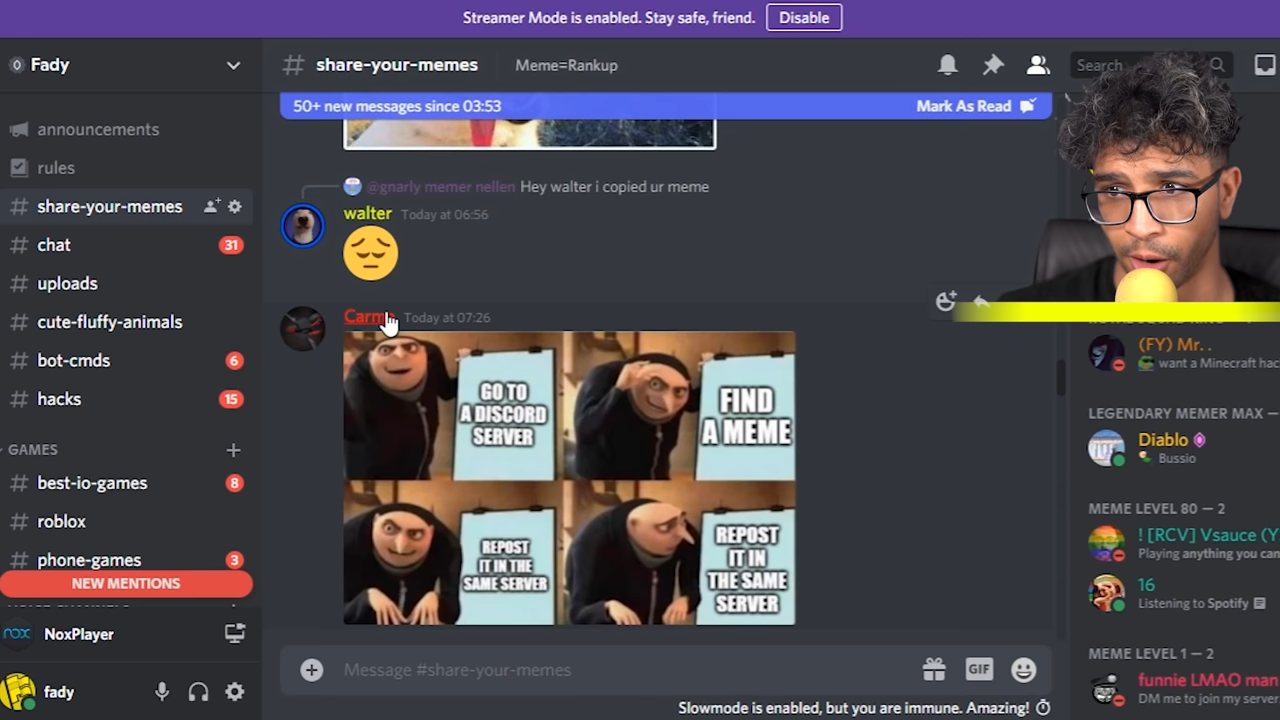 Streamer Mode is enabled. Stay safe, friend.
Disable
Fady
announcements
rules
share-your-memes
chat
31
uploads
cute-fluffy-animals
bot-cmds
6
hacks
15
GAMES
best-io-games
8
roblox
phone-games
3
NEW MENTIONS
nox
NoxPlayer
fady
share-your-memes
Meme=Rankup
50+ new messages since 03:53
Mark As Read
@gnarly memer nellen Hey walter i copied ur meme
walter Today at 06:56
Today at 07:26
GO TO
A DISCORD
SERVER
FIND
A MEME
REPOST
IT IN THE
SAME SERVER
REPOST
IT IN
THE SAME
SERVER
Message #share-your-memes
GIF
Slowmode is enabled, but you are immune. Amazing!
Search
(FY) Mr. .
want a Minecraft hac
LEGENDARY MEMER MAX —
Diablo
Bussio
MEME LEVEL 80 — 2
! [RCV] Vsauce (Y
Playing anything you can
16
Listening to Spotify
MEME LEVEL 1 — 2
funnie LMAO man
DM me to join my server